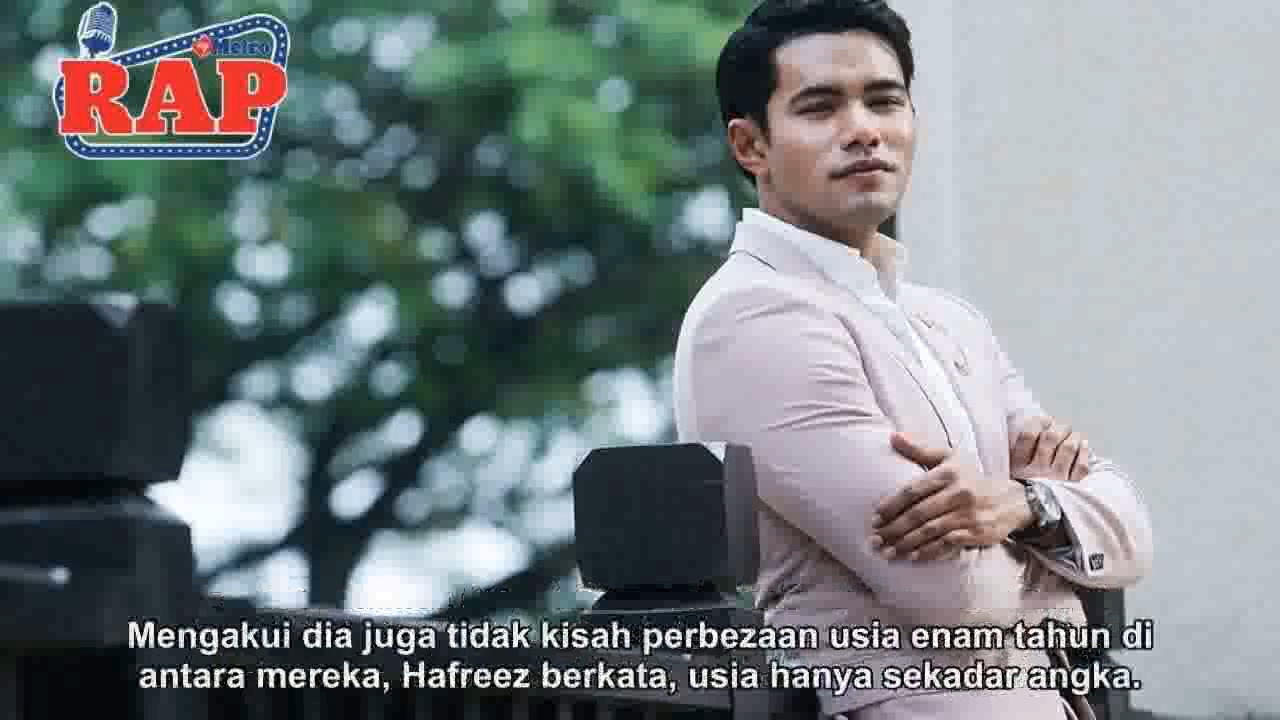 Metro
RAP
Mengakui dia juga tidak kisah perbezaan usia enam tahun di
antara mereka, Hafreez berkata, usia hanya sekadar angka.